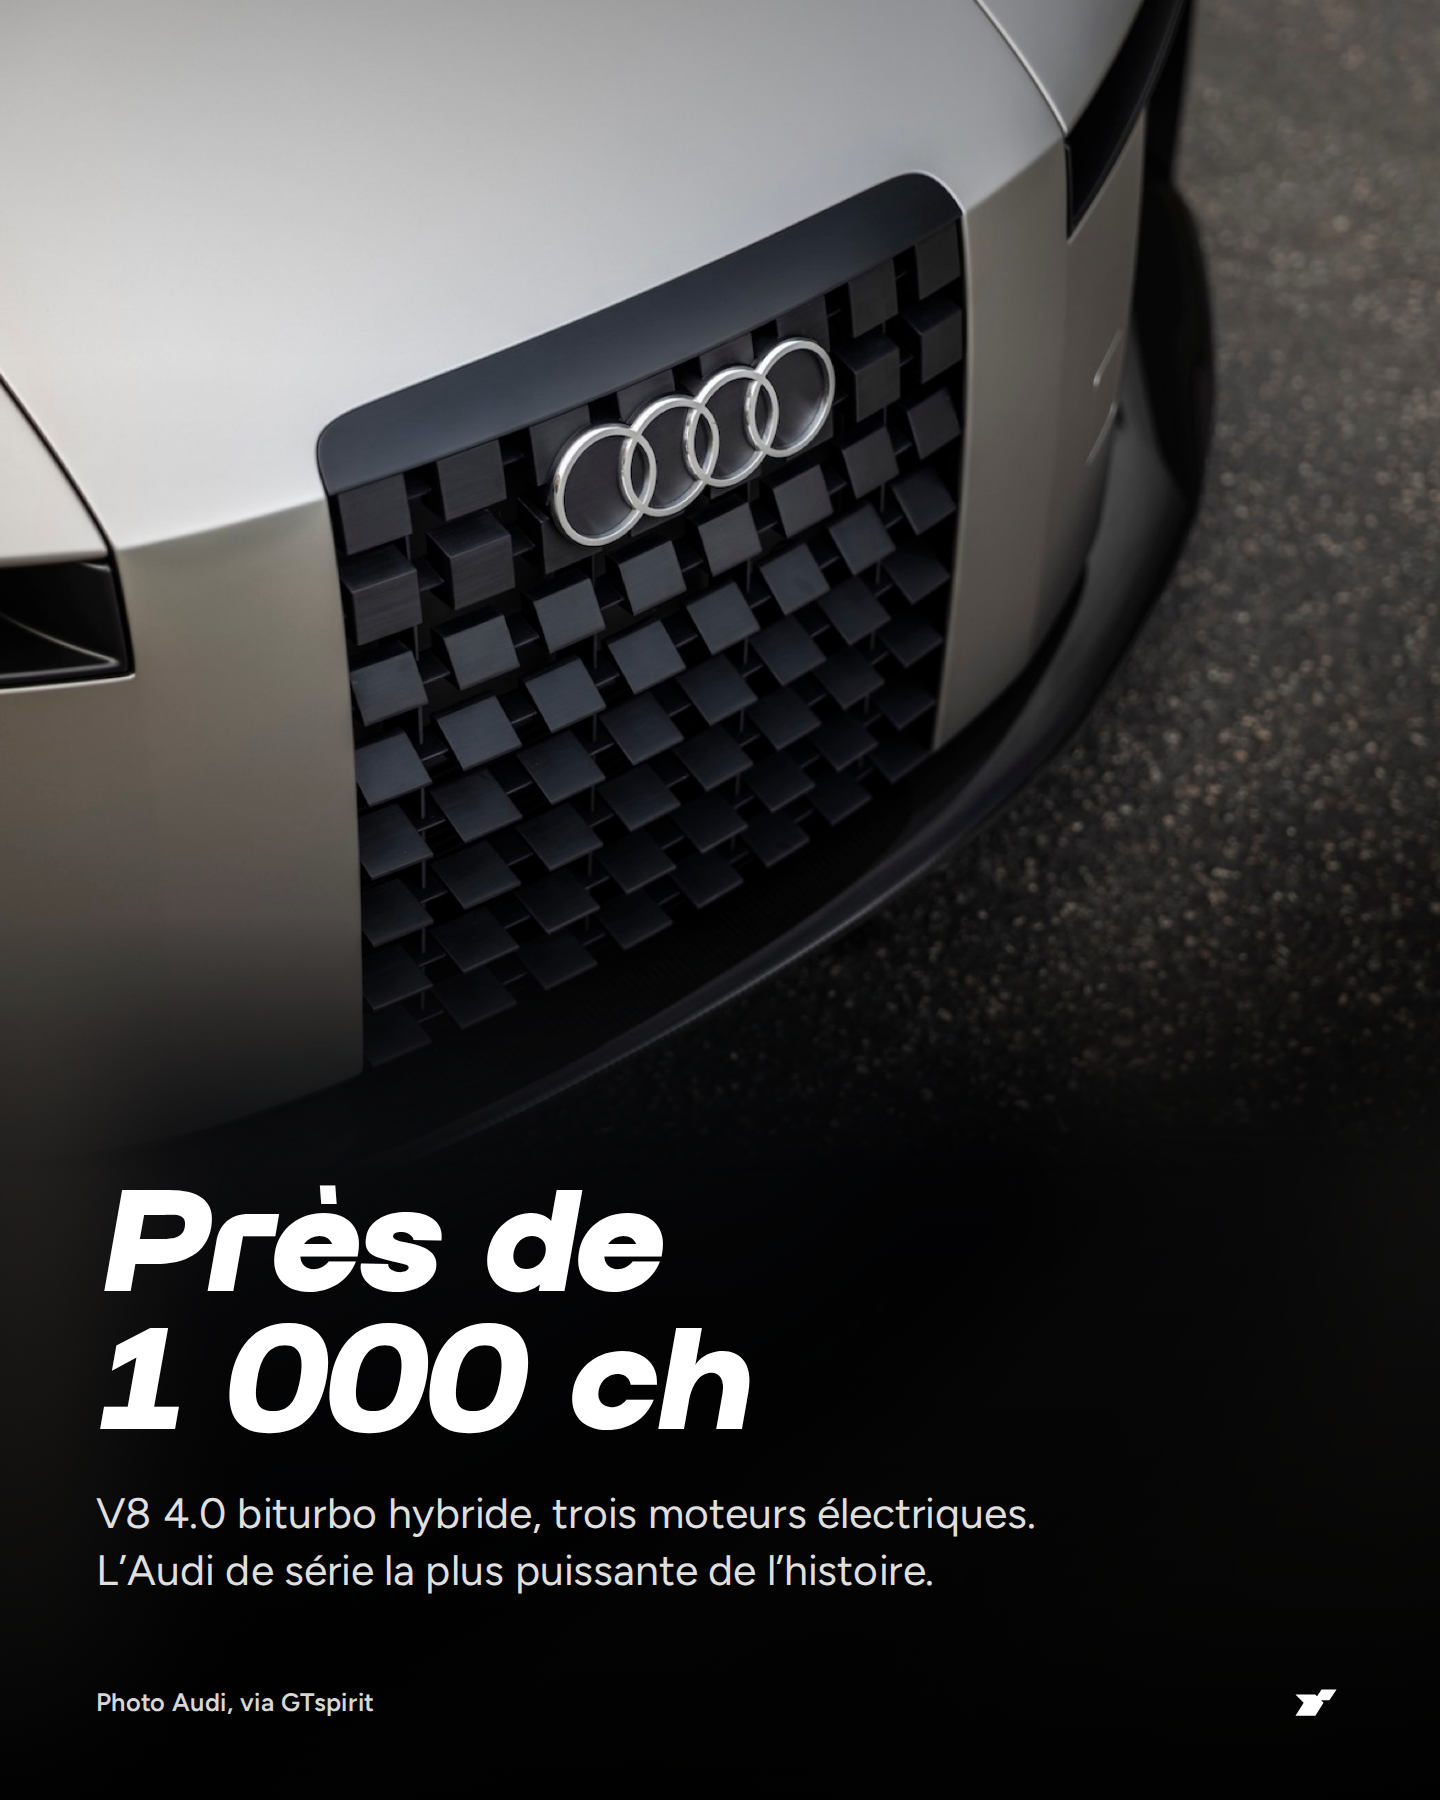 Près de
1 000 ch
V8 4.0 biturbo hybride, trois moteurs électriques.
L’Audi de série la plus puissante de l’histoire.
Photo Audi, via GTspirit